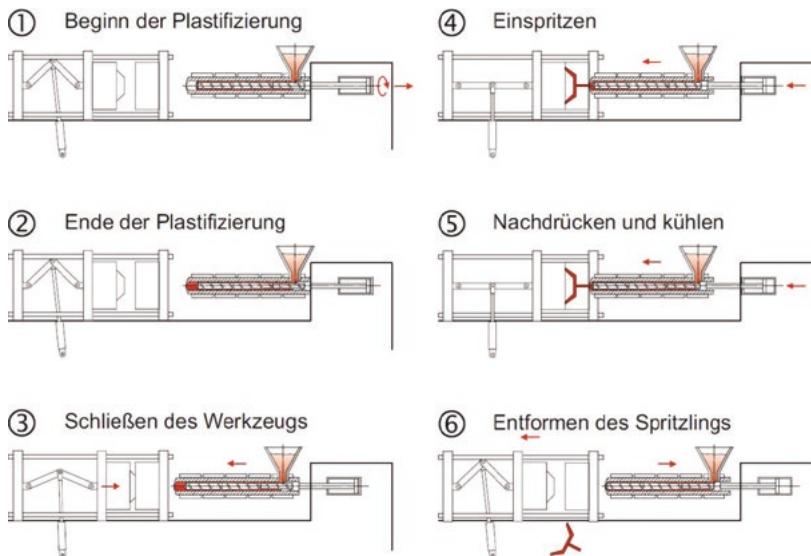 ① Beginn der Plastifizierung
② Ende der Plastifizierung
③ Schließen des Werkzeugs
④ Einspritzen
⑤ Nachdrücken und kühlen
⑥ Entformen des Spritzlings